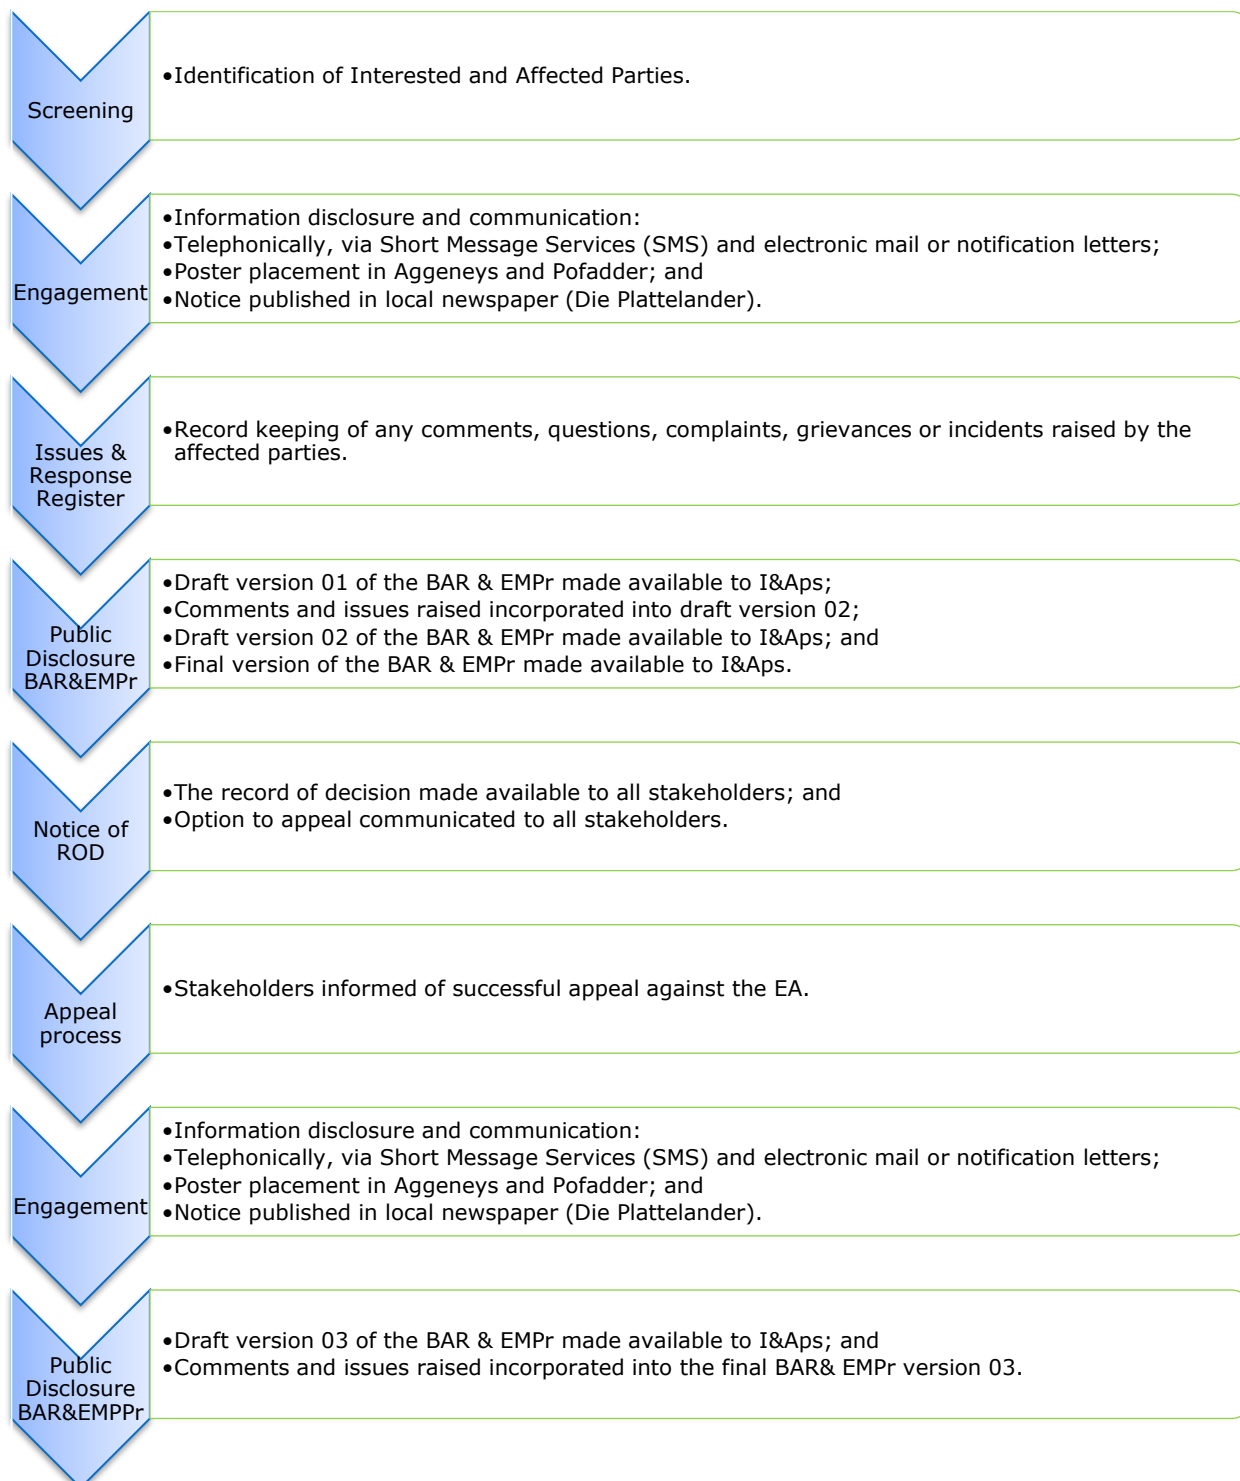 Screening
•Identification of Interested and Affected Parties.
Engagement
•Information disclosure and communication:
•Telephonically, via Short Message Services (SMS) and electronic mail or notification letters;
•Poster placement in Aggeneys and Pofadder; and
•Notice published in local newspaper (Die Plattelander).
Issues &
Response
Register
•Record keeping of any comments, questions, complaints, grievances or incidents raised by the
affected parties.
Public
Disclosure
BAR&EMPr
•Draft version 01 of the BAR & EMPr made available to I&Aps;
•Comments and issues raised incorporated into draft version 02;
•Draft version 02 of the BAR & EMPr made available to I&Aps; and
•Final version of the BAR & EMPr made available to I&Aps.
Notice of
ROD
•The record of decision made available to all stakeholders; and
•Option to appeal communicated to all stakeholders.
Appeal
process
•Stakeholders informed of successful appeal against the EA.
Engagement
•Information disclosure and communication:
•Telephonically, via Short Message Services (SMS) and electronic mail or notification letters;
•Poster placement in Aggeneys and Pofadder; and
•Notice published in local newspaper (Die Plattelander).
Public
Disclosure
BAR&EMPPr
•Draft version 03 of the BAR & EMPr made available to I&Aps; and
•Comments and issues raised incorporated into the final BAR& EMPr version 03.